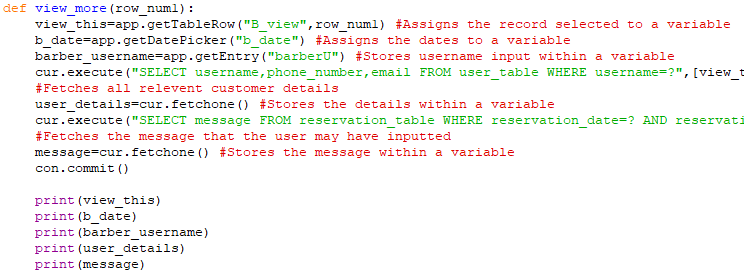 def view_more(row_num1):
    view_this=app.getTableRow("B_view",row_num1) #Assigns the record selected to a variable
    b_date=app.getDatePicker("b_date") #Assigns the dates to a variable
    barber_username=app.getEntry("barberU") #Stores username input within a variable
    cur.execute("SELECT username,phone_number,email FROM user_table WHERE username=?",[view_t
    #Fetches all relevent customer details
    user_details=cur.fetchone() #Stores the details within a variable
    cur.execute("SELECT message FROM reservation_table WHERE reservation_date=? AND reservati
    #Fetches the message that the user may have inputted
    message=cur.fetchone() #Stores the message within a variable
    con.commit()

    print(view_this)
    print(b_date)
    print(barber_username)
    print(user_details)
    print(message)